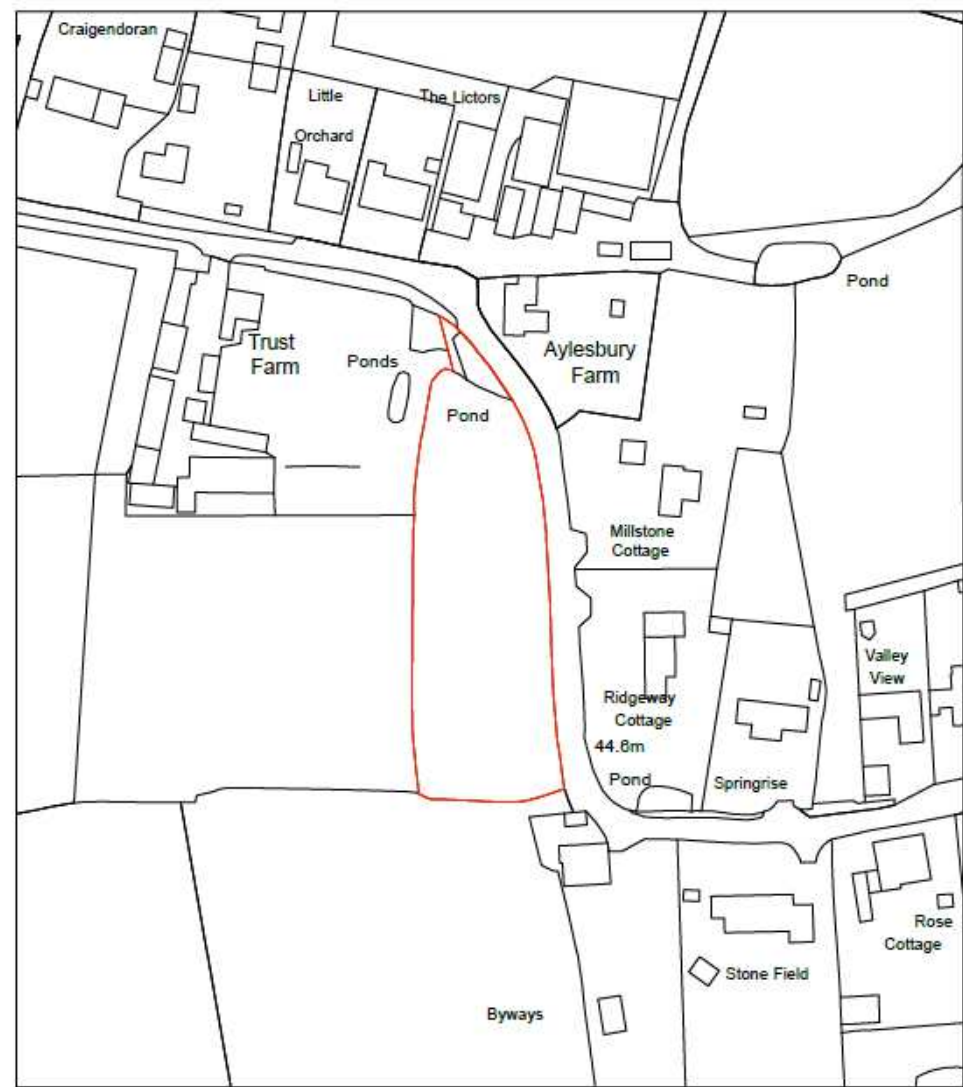 Craigendoran
Little
Orchard
The Lictors
Pond
Trust
Farm
Ponds
Aylesbury
Farm
Pond
Millstone
Cottage
Valley
View
Ridgeway
Cottage
44.6m
Pond
Springrise
Rose
Cottage
Stone Field
Byways